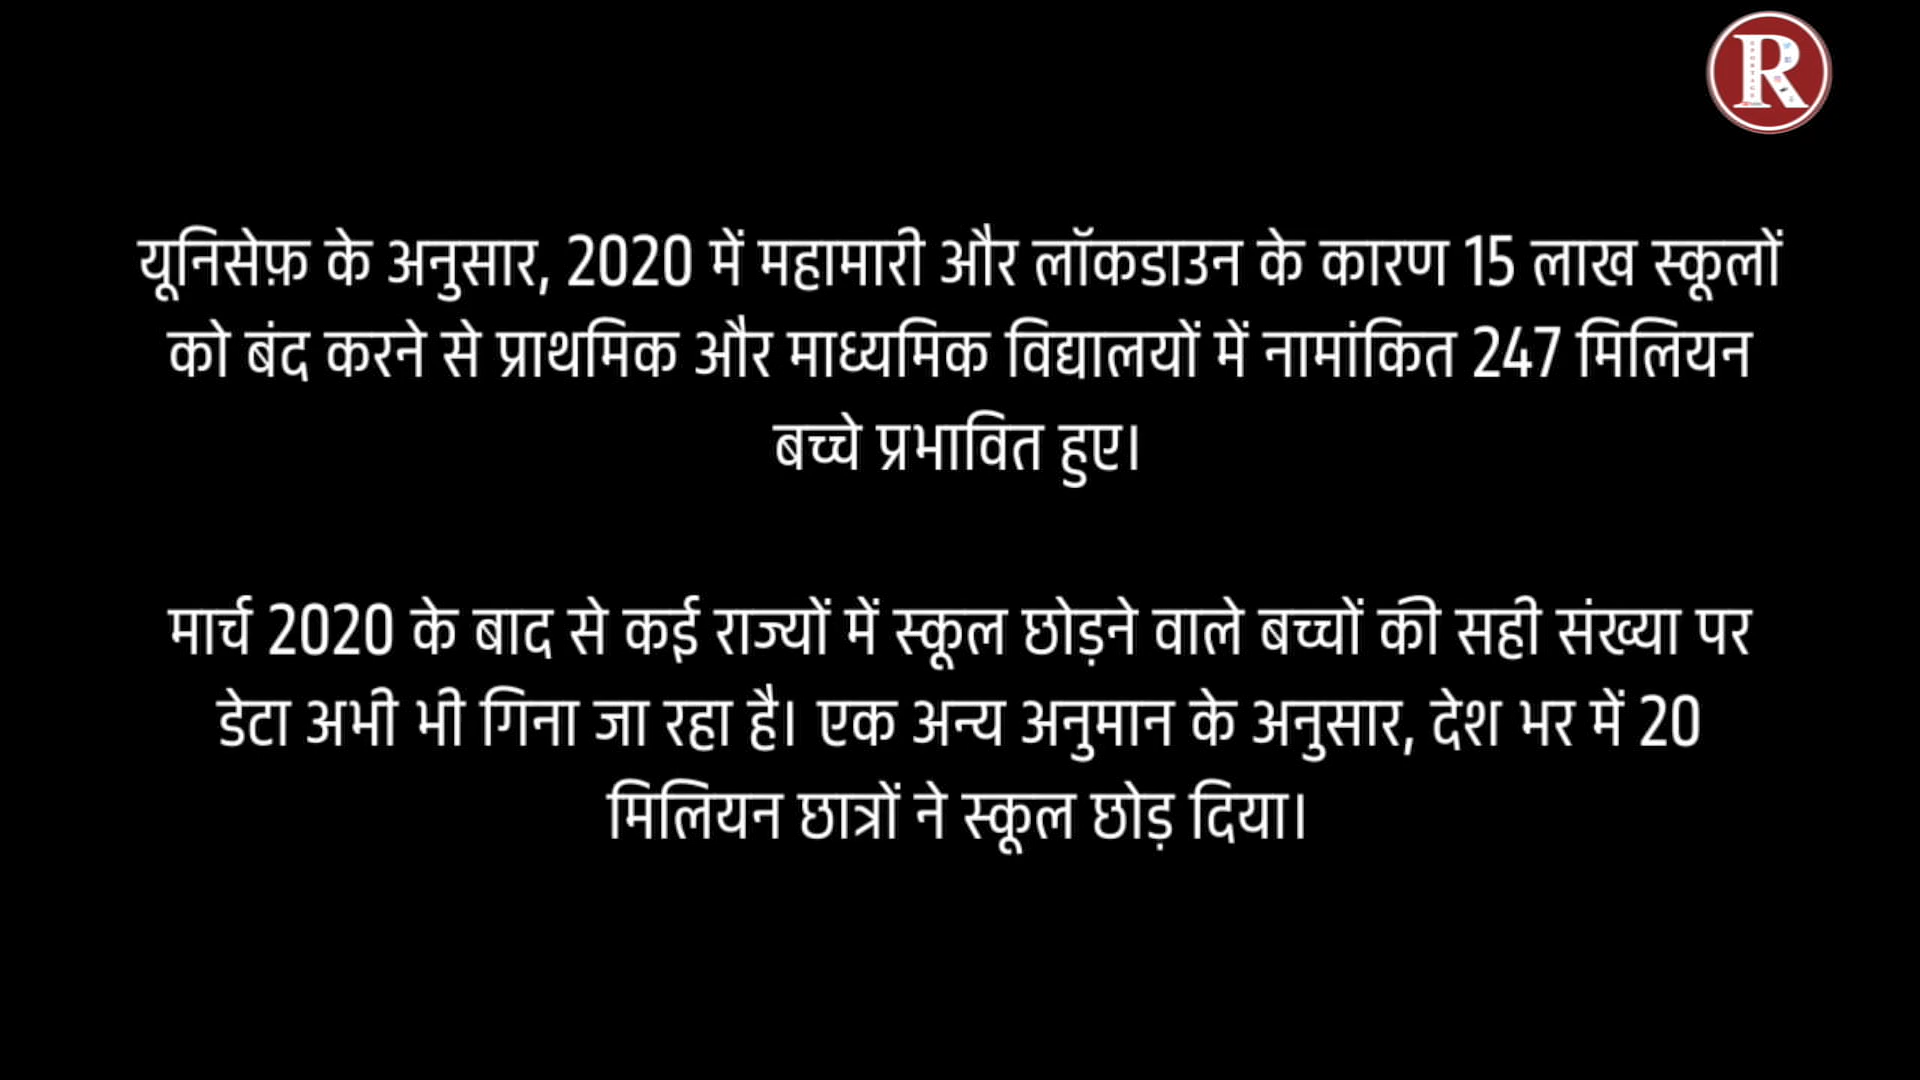 R
यूनिसेफ़ के अनुसार, 2020 में महामारी और लॉकडाउन के कारण 15 लाख स्कूलों
को बंद करने से प्राथमिक और माध्यमिक विद्यालयों में नामांकित 247 मिलियन
बच्चे प्रभावित हुए।
मार्च 2020 के बाद से कई राज्यों में स्कूल छोड़ने वाले बच्चों की सही संख्या पर
डेटा अभी भी गिना जा रहा है। एक अन्य अनुमान के अनुसार, देश भर में 20
मिलियन छात्रों ने स्कूल छोड़ दिया।